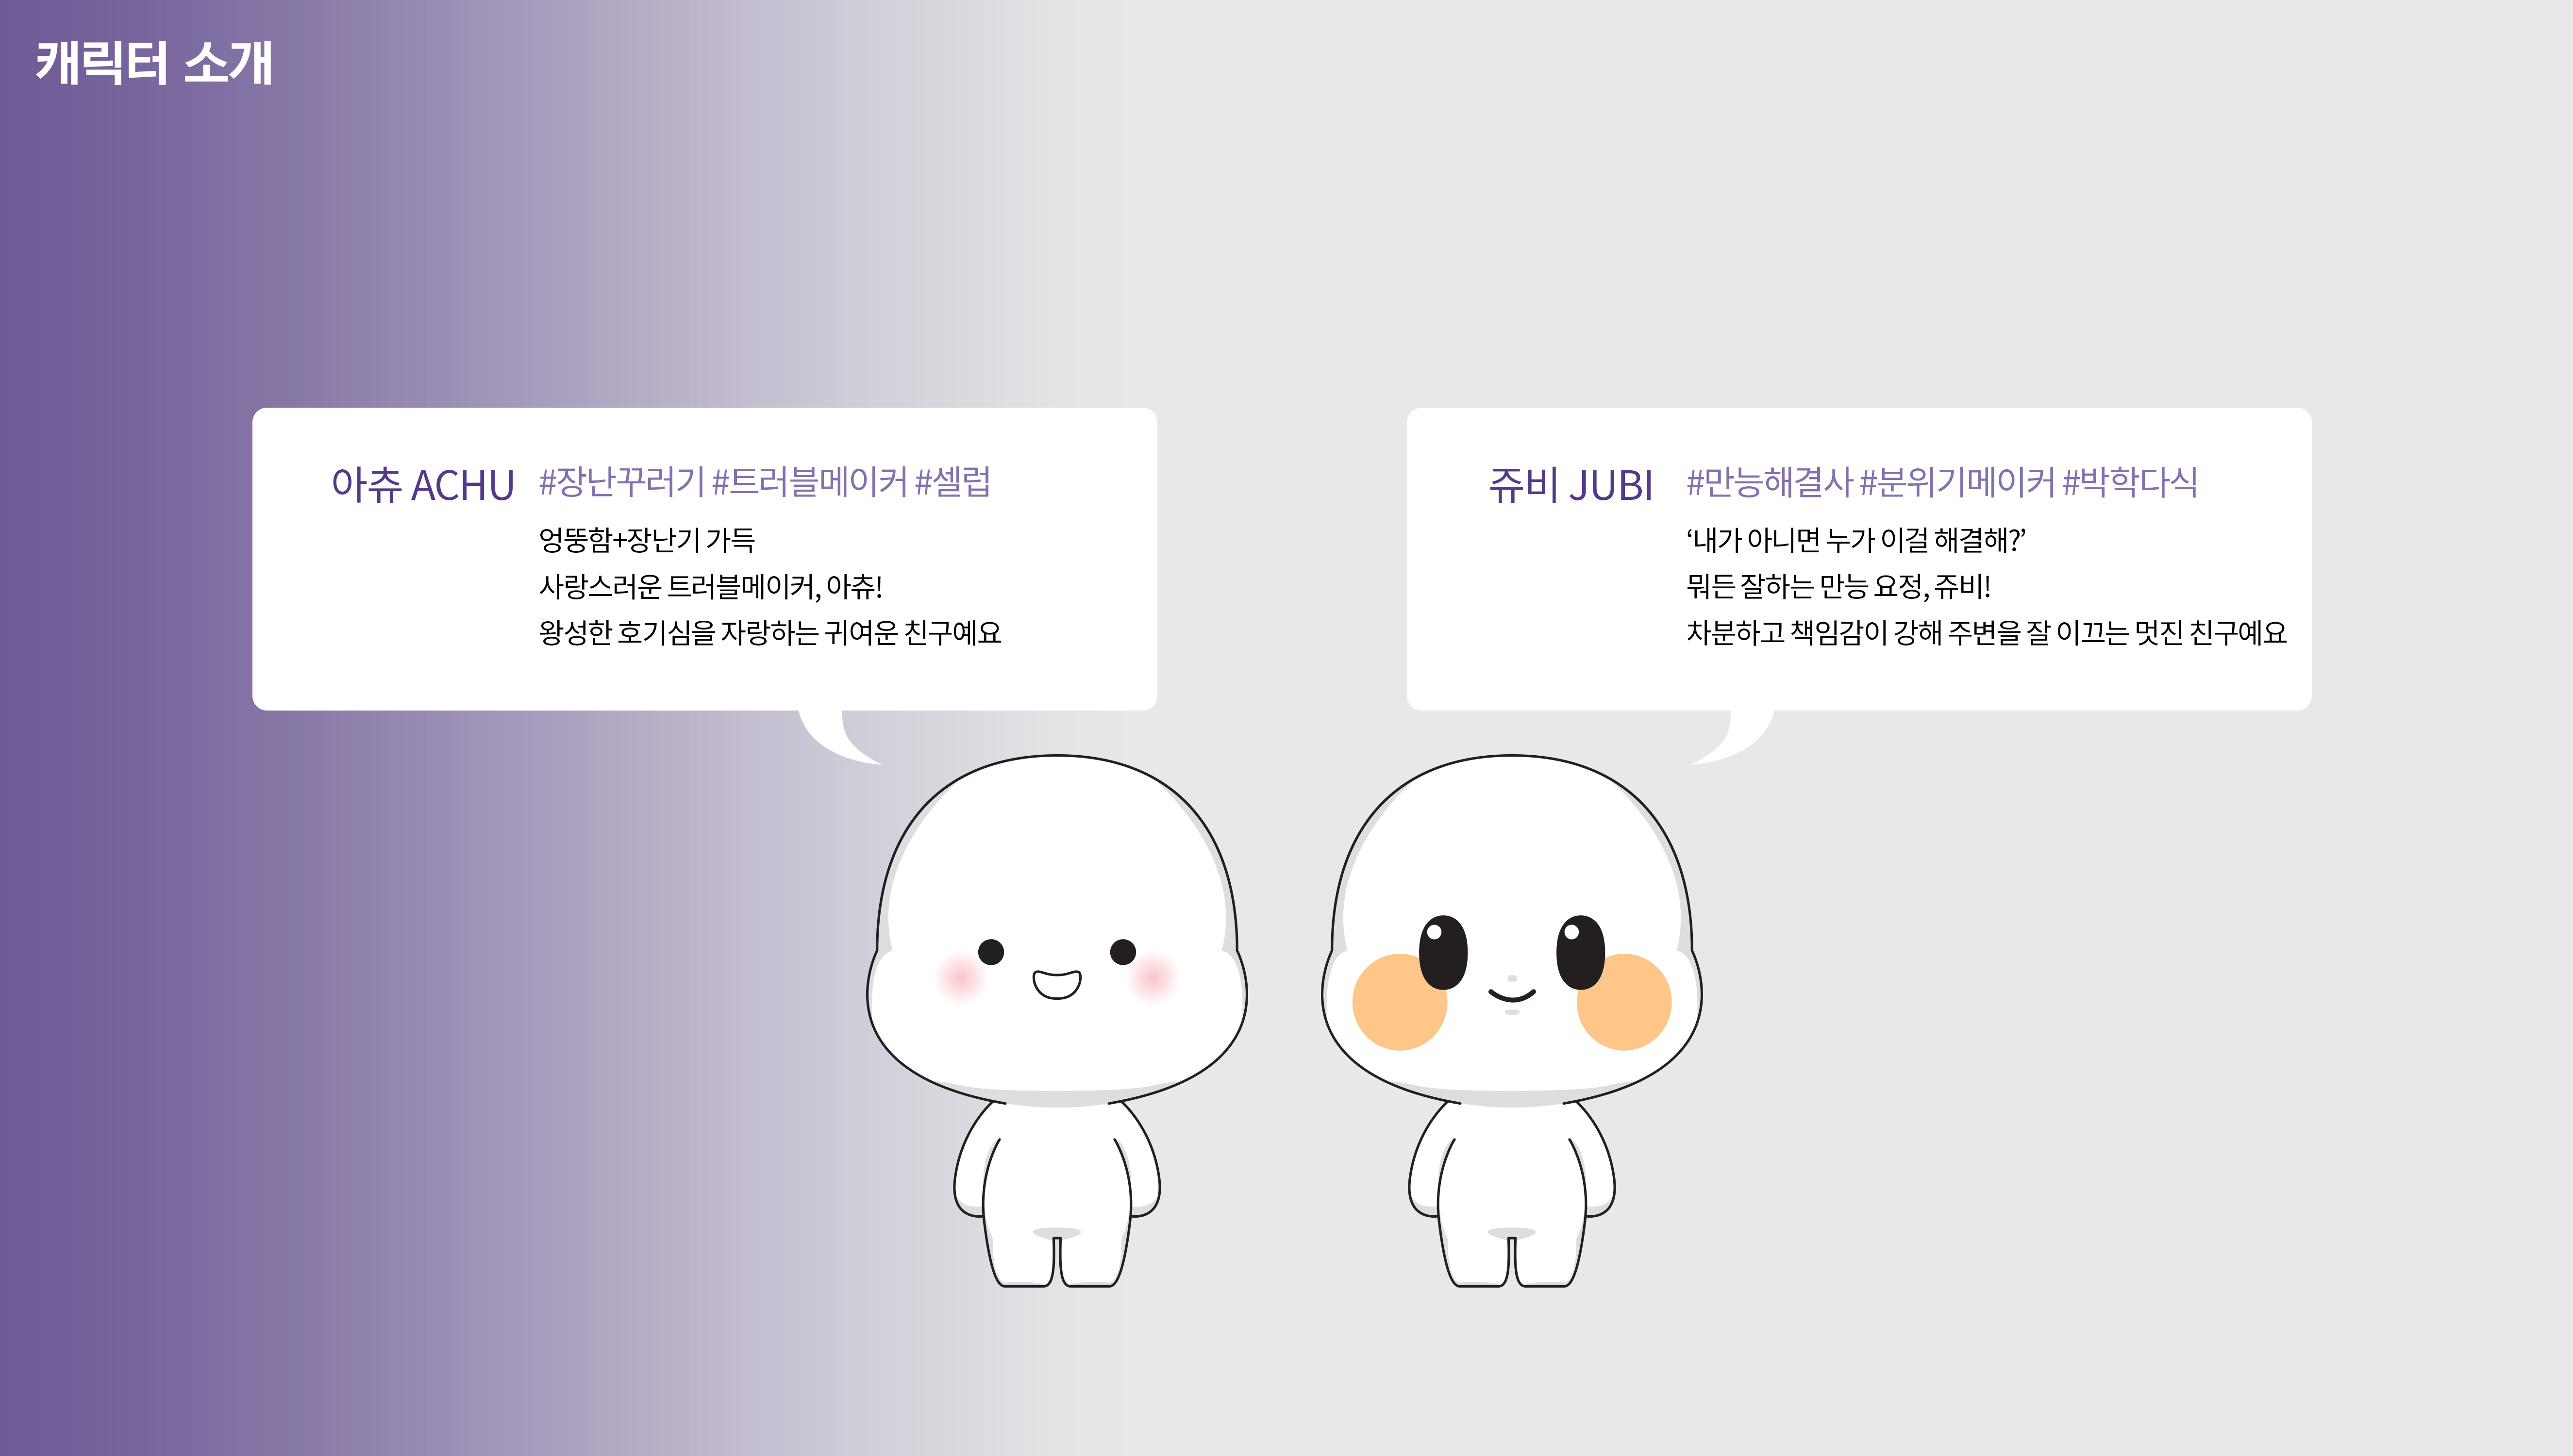 캐릭터 소개
아츄 ACHU #장난꾸러기 #트러블메이커 #셀럽
엉뚱함+장난기 가득
사랑스러운 트러블메이커, 아츄!
왕성한 호기심을 자랑하는 귀여운 친구예요
쥬비 JUBI #만능해결사 #분위기메이커 #박학다식
‘내가 아니면 누가 이걸 해결해?’
뭐든 잘하는 만능 요정, 쥬비!
차분하고 책임감이 강해 주변을 잘 이끄는 멋진 친구예요